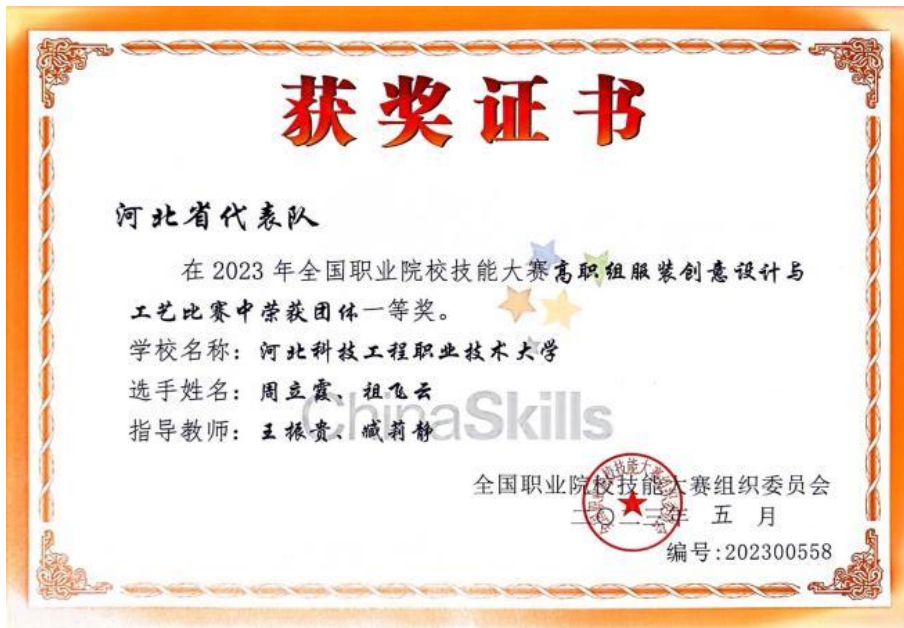 获奖证书
河北省代表队
在 2023 年全国职业院校技能大赛高职组服装创意设计与
工艺比赛中荣获团体一等奖。
学校名称：河北科技工程职业技术大学
选手姓名：周立霞、祖飞云
指导教师：王振贵、臧莉静
ChinaSkills
全国职业院校技能大赛组织委员会
二〇二三年 五 月
编号:202300558